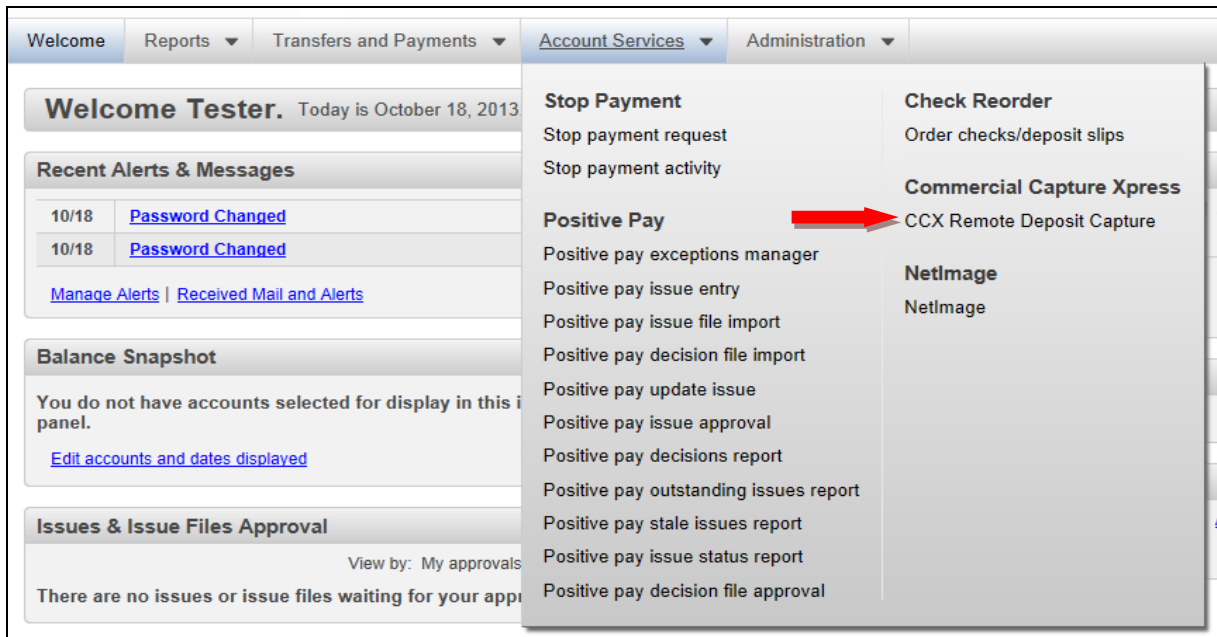 Welcome Reports Transfers and Payments Account Services Administration
Welcome Tester. Today is October 18, 2013
Recent Alerts & Messages
10/18 Password Changed
10/18 Password Changed
Manage Alerts | Received Mail and Alerts
Balance Snapshot
You do not have accounts selected for display in this
panel.
Edit accounts and dates displayed
Issues & Issue Files Approval
View by: My approvals
There are no issues or issue files waiting for your
Stop Payment
Stop payment request
Stop payment activity
Positive Pay
Positive pay exceptions manager
Positive pay issue entry
Positive pay issue file import
Positive pay decision file import
Positive pay update issue
Positive pay issue approval
Positive pay decisions report
Positive pay outstanding issues report
Positive pay stale issues report
Positive pay issue status report
Positive pay decision file approval
Check Reorder
Order checks/deposit slips
Commercial Capture Xpress
CCX Remote Deposit Capture
NetImage
NetImage